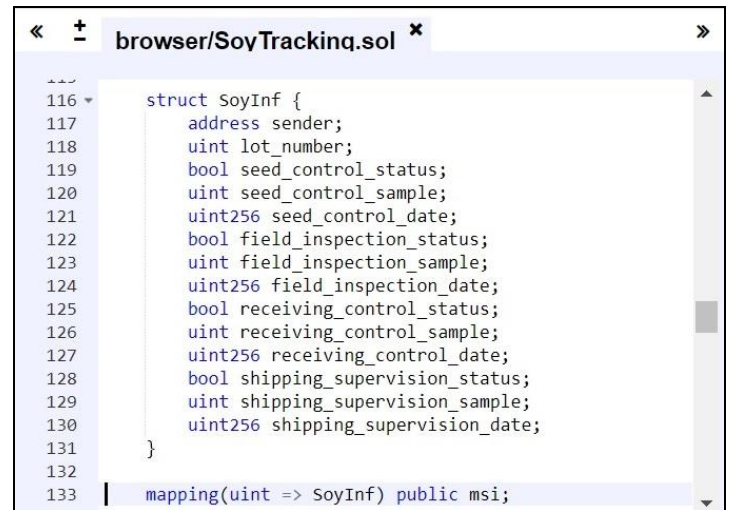 « ± browser/SoyTracking.sol × »
115
116 struct SoyInf {
117 address sender;
118 uint lot_number;
119 bool seed_control_status;
120 uint seed_control_sample;
121 uint256 seed_control_date;
122 bool field_inspection_status;
123 uint field_inspection_sample;
124 uint256 field_inspection_date;
125 bool receiving_control_status;
126 uint receiving_control_sample;
127 uint256 receiving_control_date;
128 bool shipping_supervision_status;
129 uint shipping_supervision_sample;
130 uint256 shipping_supervision_date;
131 }
132
133 mapping(uint => SoyInf) public msi;